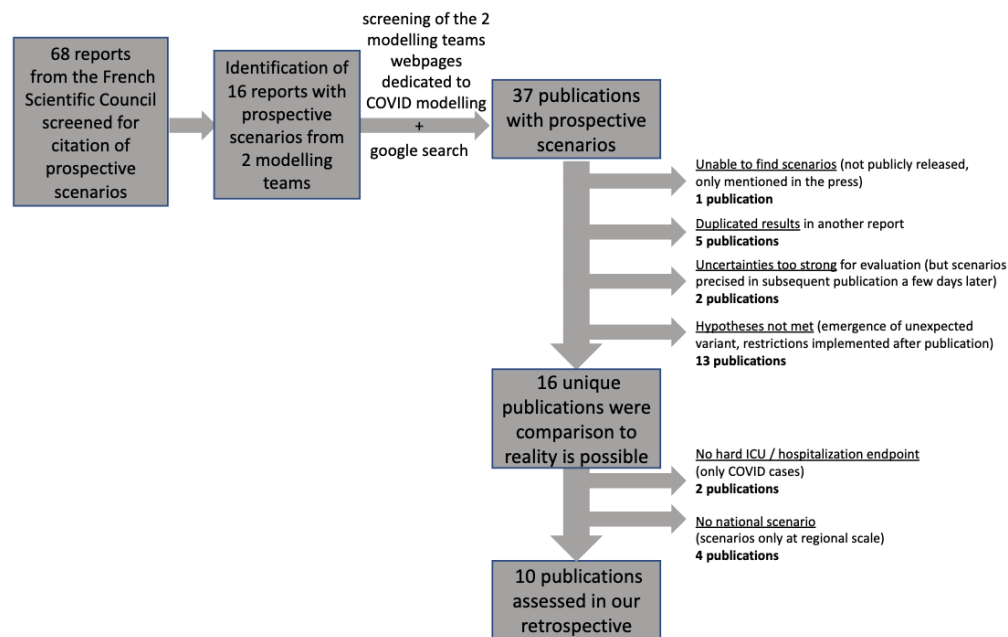 68 reports
from the French
Scientific Council
screened for
citation of
prospective
scenarios
Identification of
16 reports with
prospective
scenarios from
2 modelling
teams
screening of the 2
modelling teams
webpages
dedicated to
COVID modelling
+
google search
37 publications
with prospective
scenarios
Unable to find scenarios (not publicly released,
only mentioned in the press)
1 publication
Duplicated results in another report
5 publications
Uncertainties too strong for evaluation (but scenarios
precised in subsequent publication a few days later)
2 publications
Hypotheses not met (emergence of unexpected
variant, restrictions implemented after publication)
13 publications
16 unique
publications were
comparison to
reality is possible
No hard ICU / hospitalization endpoint
(only COVID cases)
2 publications
No national scenario
(scenarios only at regional scale)
4 publications
10 publications
assessed in our
retrospective